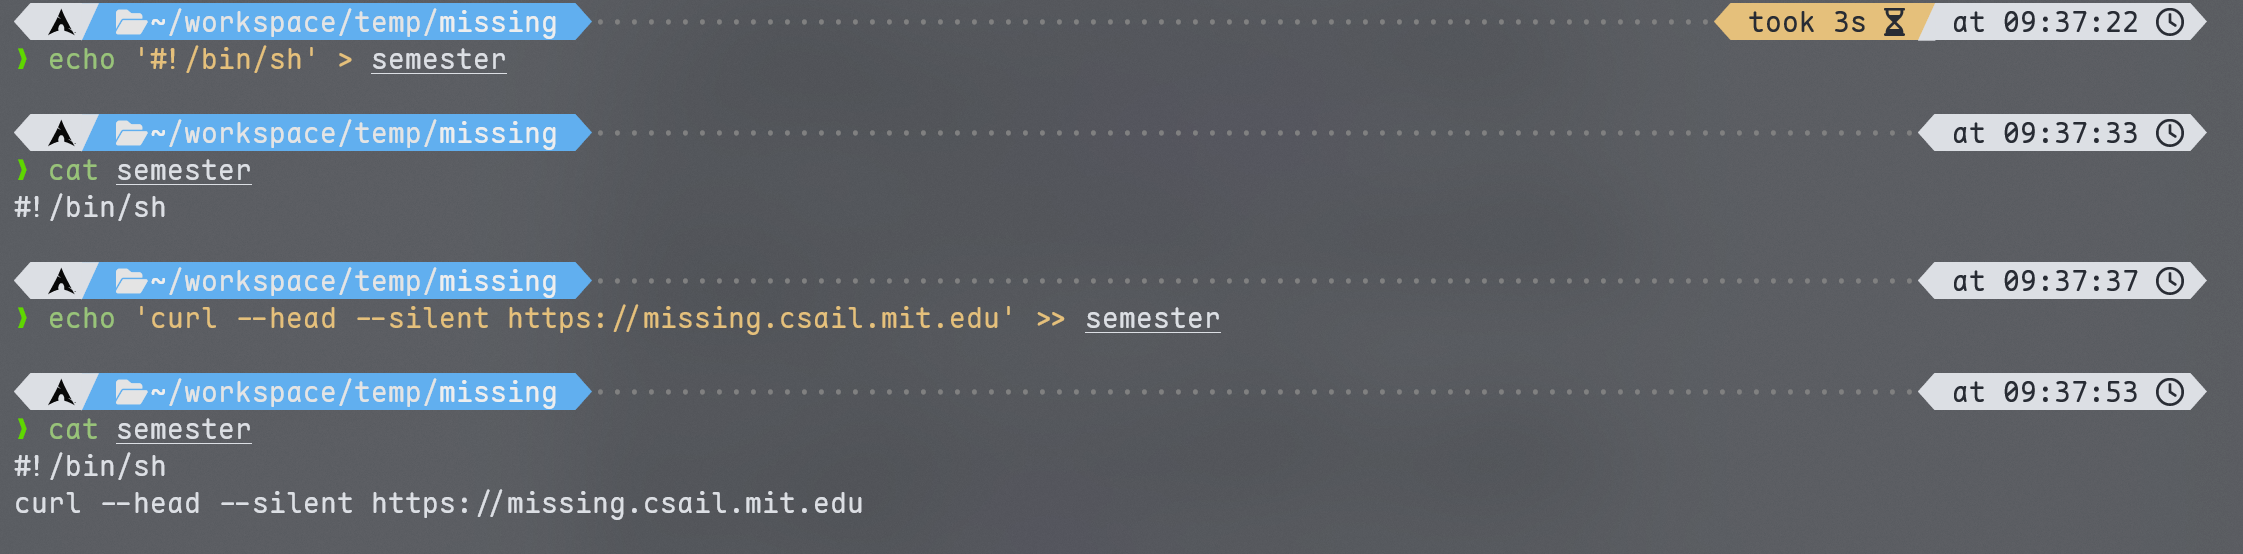 ~/workspace/temp/missing took 3s at 09:37:22
❯ echo '#!/bin/sh' > semester
~/workspace/temp/missing at 09:37:33
❯ cat semester
#!/bin/sh
~/workspace/temp/missing at 09:37:37
❯ echo 'curl --head --silent https://missing.csail.mit.edu' >> semester
~/workspace/temp/missing at 09:37:53
❯ cat semester
#!/bin/sh
curl --head --silent https://missing.csail.mit.edu